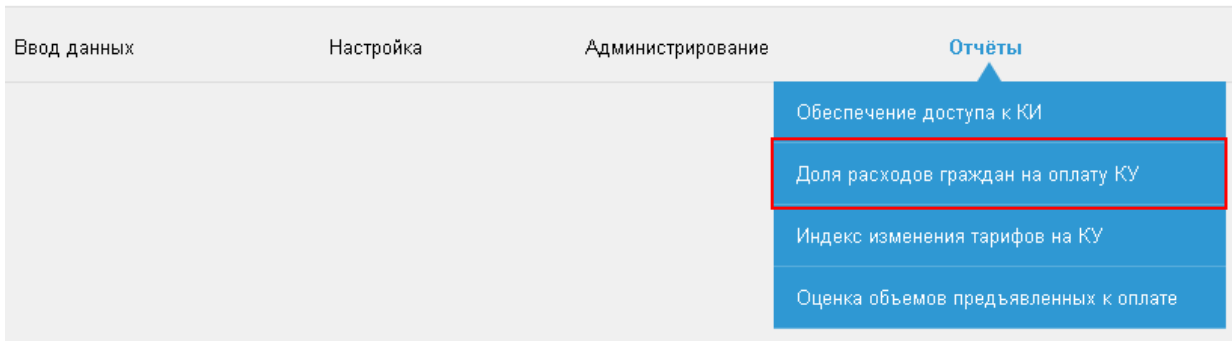 Ввод данных Настройка Администрирование Отчёты
Обеспечение доступа к КИ
Доля расходов граждан на оплату КУ
Индекс изменения тарифов на КУ
Оценка объемов предъявленных к оплате